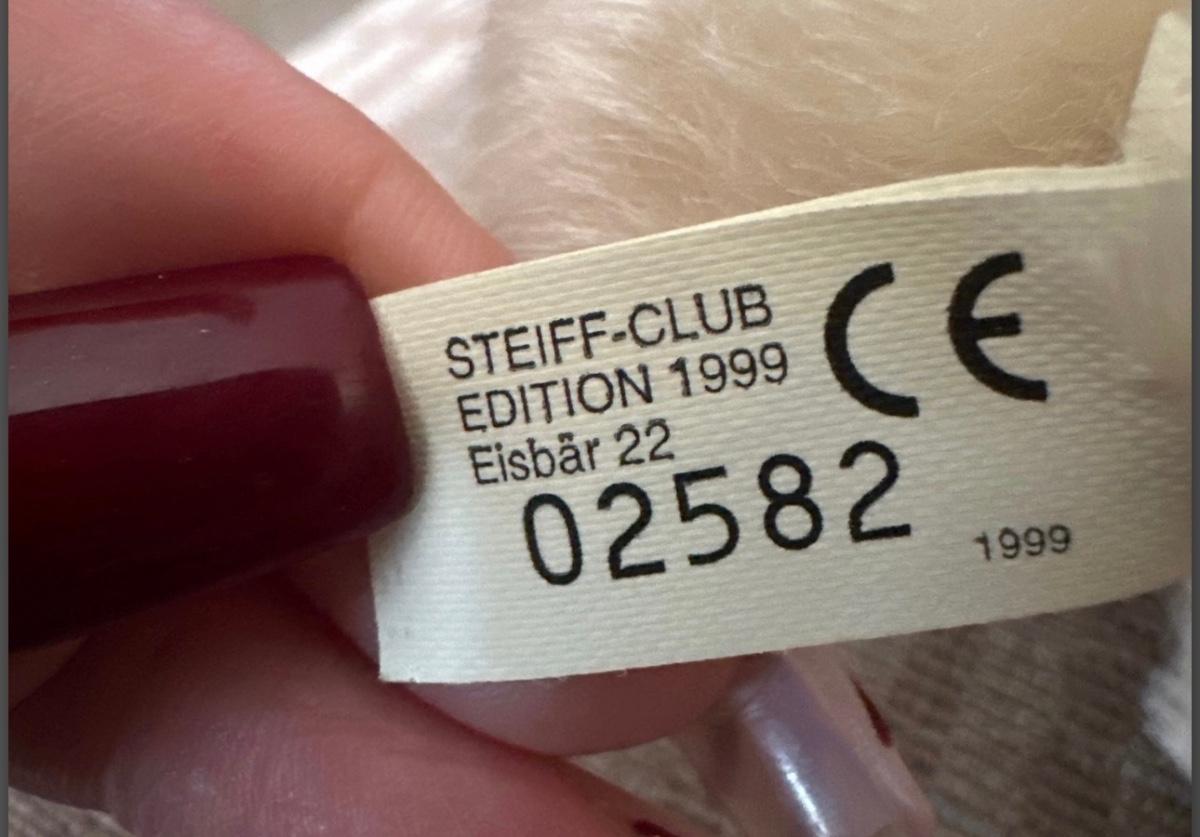 STEIFF-CLUB
EDITION 1999
Eisbär 22
CE
02582
1999